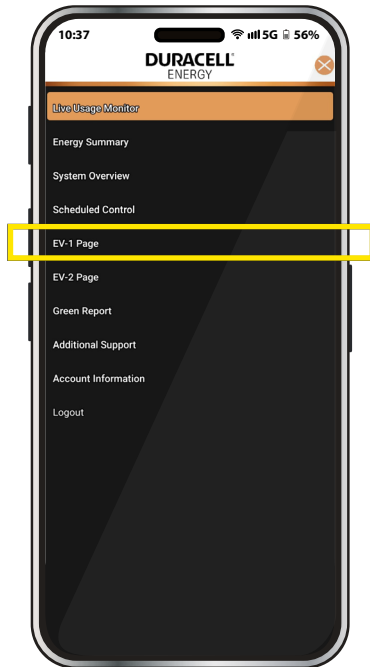 10:37 5G 56%
DURACELL
ENERGY
Live Usage Monitor
Energy Summary
System Overview
Scheduled Control
EV-1 Page
EV-2 Page
Green Report
Additional Support
Account Information
Logout